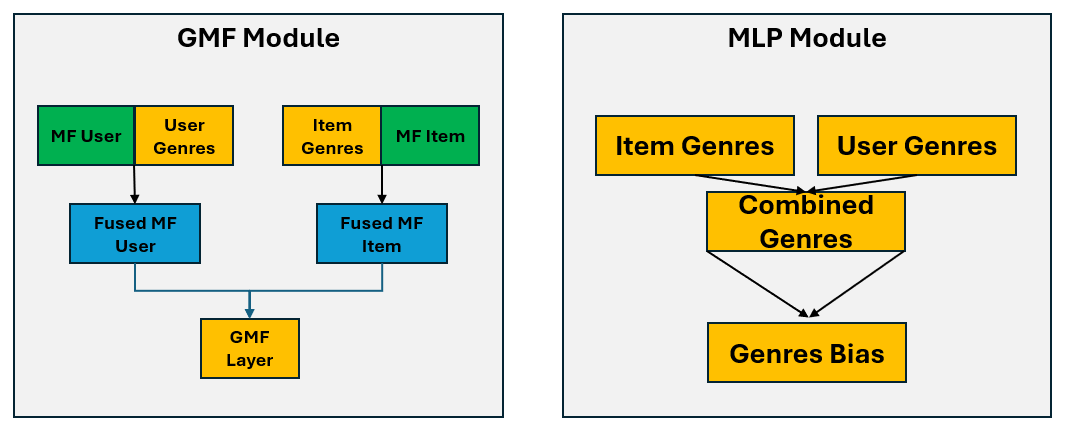 GMF Module
MF User
User
Genres
Item
Genres
MF Item
Fused MF
User
Fused MF
Item
GMF
Layer
MLP Module
Item Genres
User Genres
Combined
Genres
Genres Bias